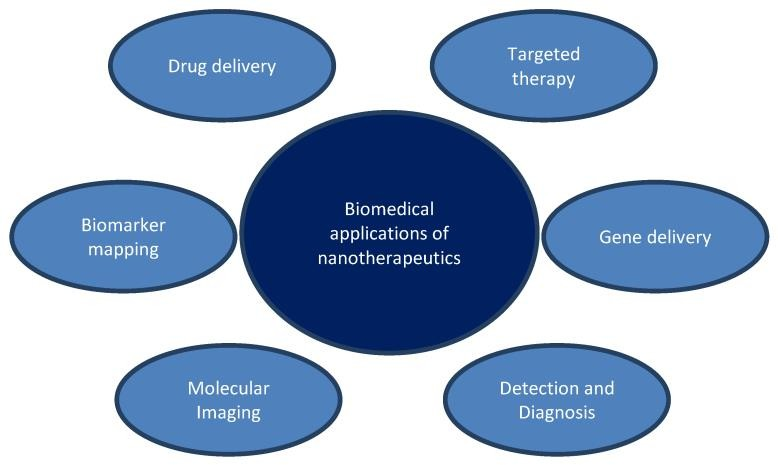 Drug delivery
Targeted
therapy
Biomedical
applications of
nanotherapeutics
Biomarker
mapping
Gene delivery
Molecular
Imaging
Detection and
Diagnosis